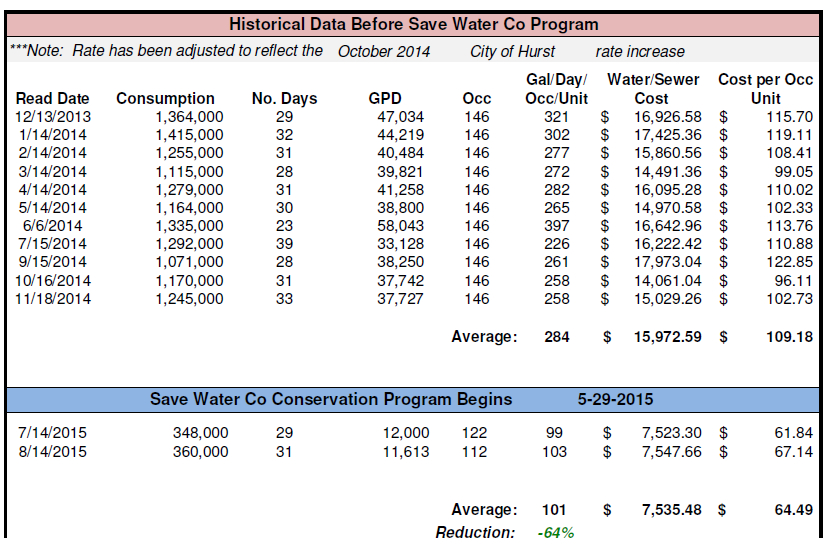 Historical Data Before Save Water Co Program
***Note: Rate has been adjusted to reflect the October 2014 City of Hurst rate increase
Gal/Day/ Water/Sewer Cost per Occ
Read Date Consumption No. Days GPD Occ Occ/Unit Cost Unit
12/13/2013 1,364,000 29 47,034 146 321 $ 16,926.58 $ 115.70
1/14/2014 1,415,000 32 44,219 146 302 $ 17,425.36 $ 119.11
2/14/2014 1,255,000 31 40,484 146 277 $ 15,860.56 $ 108.41
3/14/2014 1,115,000 28 39,821 146 272 $ 14,491.36 $ 99.05
4/14/2014 1,279,000 31 41,258 146 282 $ 16,095.28 $ 110.02
5/14/2014 1,164,000 30 38,800 146 265 $ 14,970.58 $ 102.33
6/6/2014 1,335,000 23 58,043 146 397 $ 16,642.96 $ 113.76
7/15/2014 1,292,000 39 33,128 146 226 $ 16,222.42 $ 110.88
9/15/2014 1,071,000 28 38,250 146 261 $ 17,973.04 $ 122.85
10/16/2014 1,170,000 31 37,742 146 258 $ 14,061.04 $ 96.11
11/18/2014 1,245,000 33 37,727 146 258 $ 15,029.26 $ 102.73
Average: 284 $ 15,972.59 $ 109.18
Save Water Co Conservation Program Begins 5-29-2015
7/14/2015 348,000 29 12,000 122 99 $ 7,523.30 $ 61.84
8/14/2015 360,000 31 11,613 112 103 $ 7,547.66 $ 67.14
Average: 101 $ 7,535.48 $ 64.49
Reduction: -64%